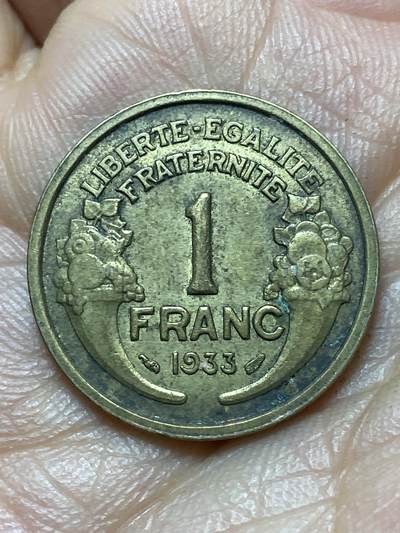 LIBERTE-EGALITE
FRATERNITE
1
FRANC
1933